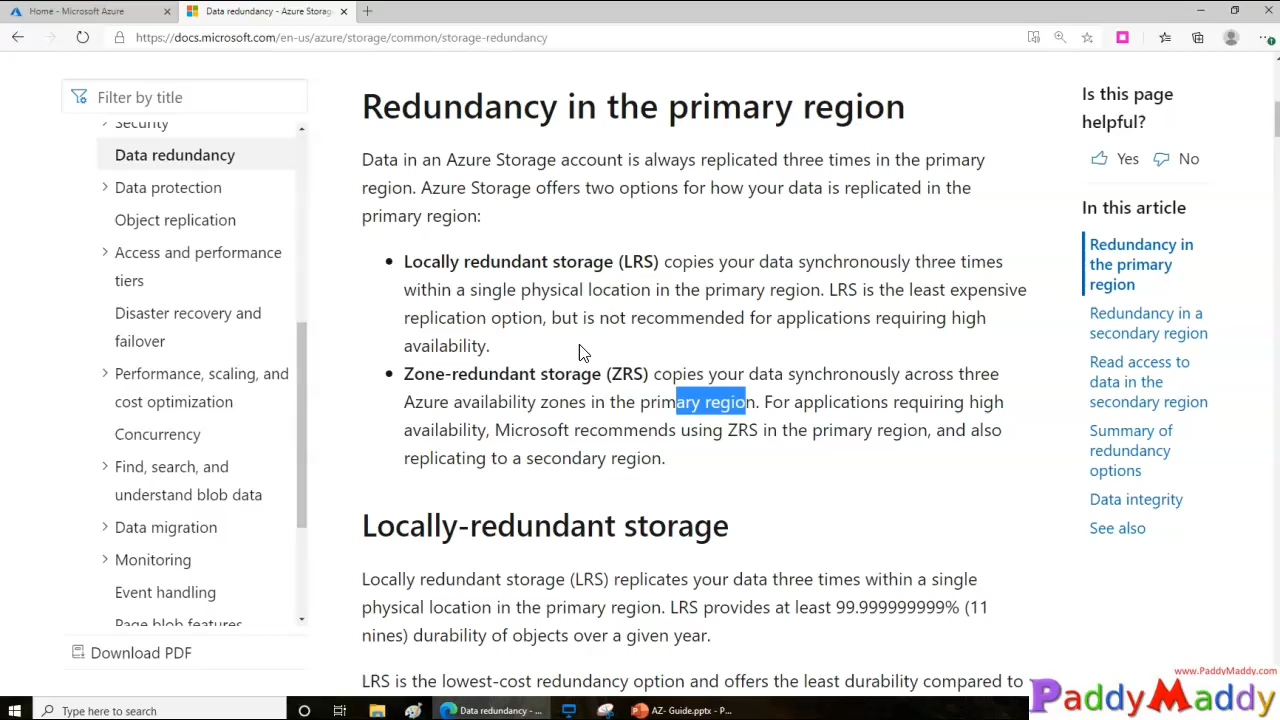 Home - Microsoft Azure
Data redundancy - Azure Storag
https://docs.microsoft.com/en-us/azure/storage/common/storage-redundancy
Filter by title
Security
Data redundancy
Data protection
Object replication
Access and performance
tiers
Disaster recovery and
failover
Performance, scaling, and
cost optimization
Concurrency
Find, search, and
understand blob data
Data migration
Monitoring
Event handling
Page blob features
Download PDF
Redundancy in the primary region
Data in an Azure Storage account is always replicated three times in the primary
region. Azure Storage offers two options for how your data is replicated in the
primary region:
• Locally redundant storage (LRS) copies your data synchronously three times
within a single physical location in the primary region. LRS is the least expensive
replication option, but is not recommended for applications requiring high
availability.
• Zone-redundant storage (ZRS) copies your data synchronously across three
Azure availability zones in the primary region. For applications requiring high
availability, Microsoft recommends using ZRS in the primary region, and also
replicating to a secondary region.
Locally-redundant storage
Locally redundant storage (LRS) replicates your data three times within a single
physical location in the primary region. LRS provides at least 99.999999999% (11
nines) durability of objects over a given year.
LRS is the lowest-cost redundancy option and offers the least durability compared to
Is this page
helpful?
Yes No
In this article
Redundancy in
the primary
region
Redundancy in a
secondary region
Read access to
data in the
secondary region
Summary of
redundancy
options
Data integrity
See also
www.PaddyMaddy.com
PaddyMaddy
Type here to search
Data redundancy - ...
AZ- Guide.pptx - P...